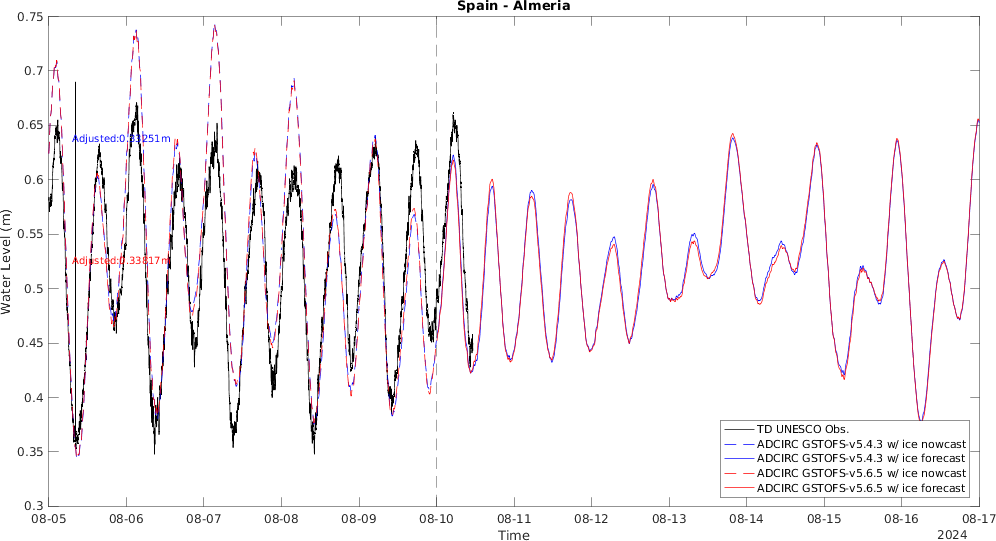 Spain - Almeria
Water Level (m)
0.75
0.7
0.65
0.6
0.55
0.5
0.45
0.4
0.35
0.3
Adjusted:0.33251m
Adjusted:0.33817m
TD UNESCO Obs.
ADCIRC GSTOFS-v5.4.3 w/ ice nowcast
ADCIRC GSTOFS-v5.4.3 w/ ice forecast
ADCIRC GSTOFS-v5.6.5 w/ ice nowcast
ADCIRC GSTOFS-v5.6.5 w/ ice forecast
08-05 08-06 08-07 08-08 08-09 08-10 08-11 08-12 08-13 08-14 08-15 08-16 08-17
Time
2024